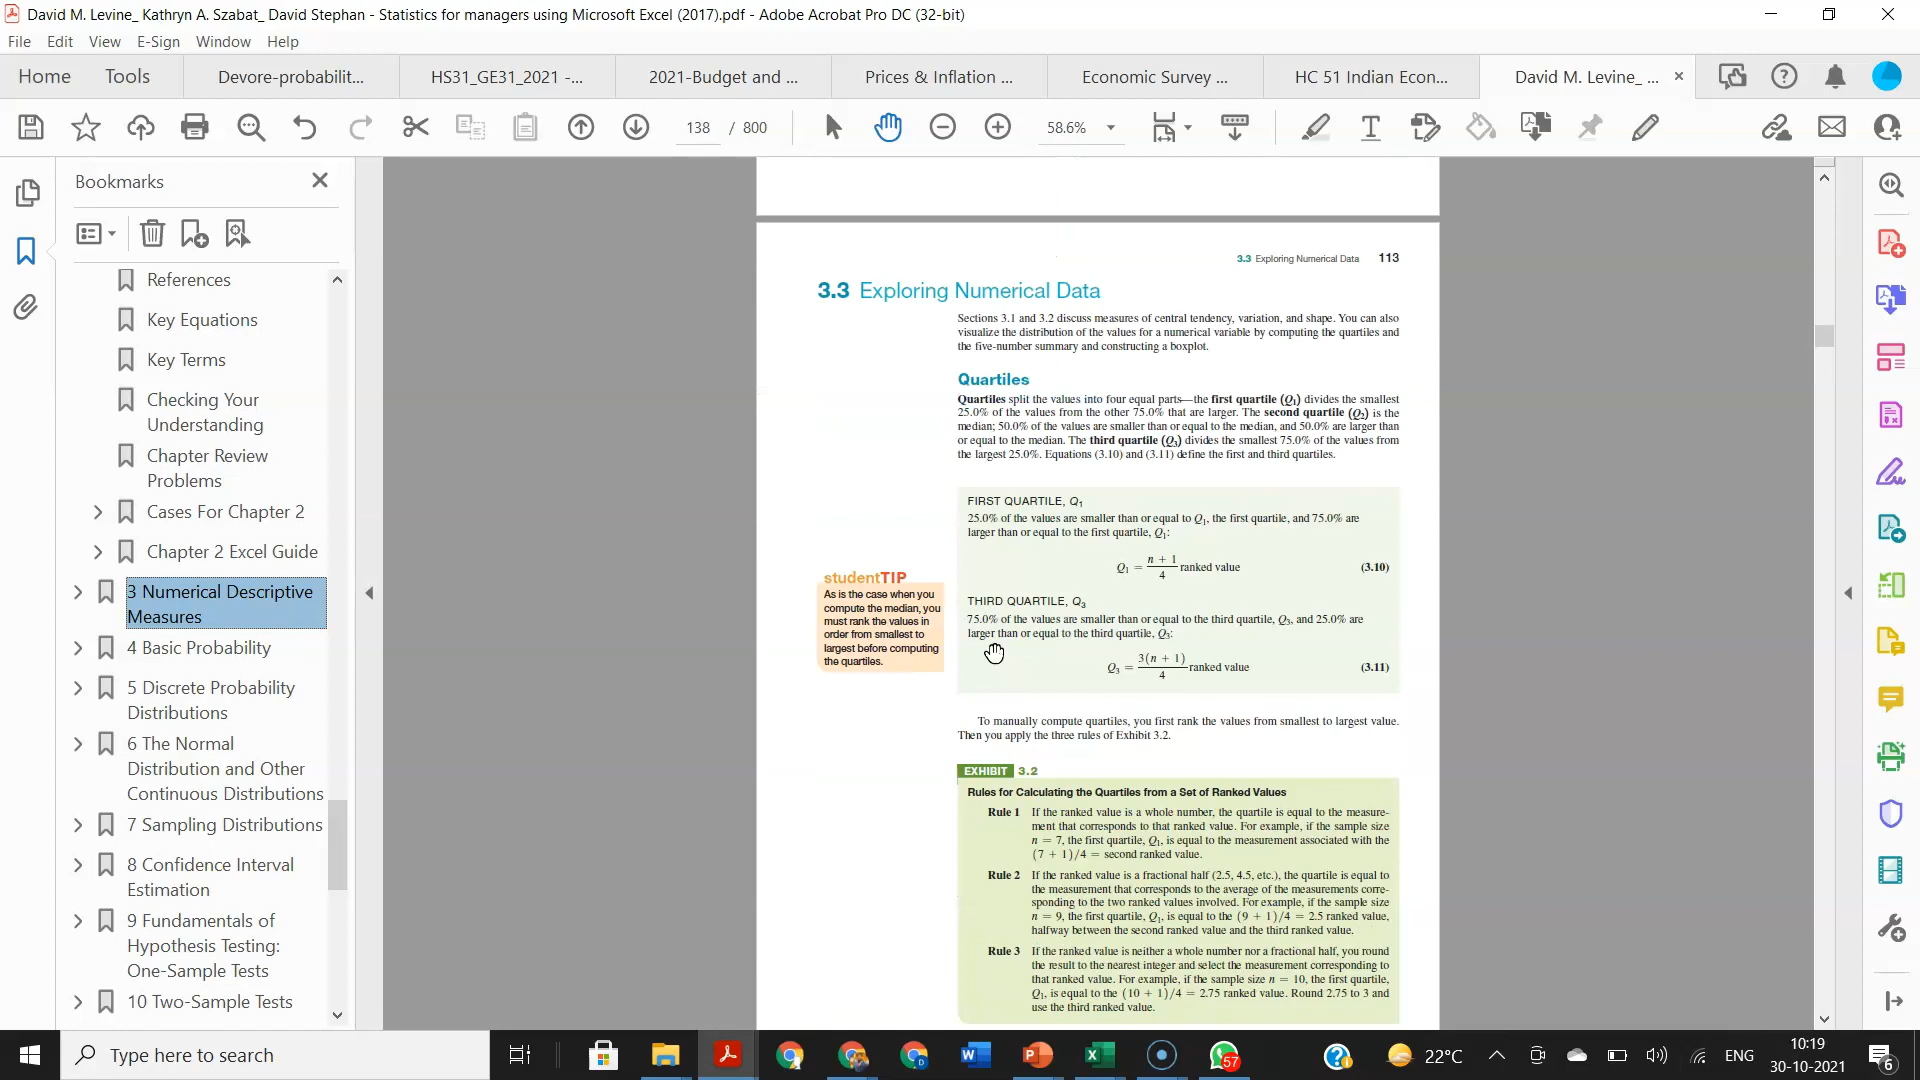 David M. Levine_ Kathryn A. Szabat_ David Stephan - Statistics for managers using Microsoft Excel (2017).pdf - Adobe Acrobat Pro DC (32-bit)
File Edit View E-Sign Window Help
Home Tools Devore-probabilit... HS31_GE31_2021 -... 2021-Budget and ... Prices & Inflation ... Economic Survey ... HC 51 Indian Econ... David M. Levine_ ...
138 / 800 58.6%
Bookmarks
References
Key Equations
Key Terms
Checking Your
Understanding
Chapter Review
Problems
Cases For Chapter 2
Chapter 2 Excel Guide
3 Numerical Descriptive
Measures
4 Basic Probability
5 Discrete Probability
Distributions
6 The Normal
Distribution and Other
Continuous Distributions
7 Sampling Distributions
8 Confidence Interval
Estimation
9 Fundamentals of
Hypothesis Testing:
One-Sample Tests
10 Two-Sample Tests
3.3 Exploring Numerical Data 113
3.3 Exploring Numerical Data
Sections 3.1 and 3.2 discuss measures of central tendency, variation, and shape. You can also
visualize the distribution of the values for a numerical variable by computing the quartiles and
the five-number summary and constructing a boxplot.
Quartiles
Quartiles split the values into four equal parts—the first quartile (Q₁) divides the smallest
25.0% of the values from the other 75.0% that are larger. The second quartile (Q₂) is the
median; 50.0% of the values are smaller than or equal to the median, and 50.0% are larger than
or equal to the median. The third quartile (Q₃) divides the smallest 75.0% of the values from
the largest 25.0%. Equations (3.10) and (3.11) define the first and third quartiles.
FIRST QUARTILE, Q₁
25.0% of the values are smaller than or equal to Q₁, the first quartile, and 75.0% are
larger than or equal to the first quartile, Q₁:
Q₁ = (n + 1)/4 ranked value (3.10)
THIRD QUARTILE, Q₃
75.0% of the values are smaller than or equal to the third quartile, Q₃, and 25.0% are
larger than or equal to the third quartile, Q₃:
Q₃ = 3(n + 1)/4 ranked value (3.11)
studentTIP
As is the case when you
compute the median, you
must rank the values in
order from smallest to
largest before computing
the quartiles.
To manually compute quartiles, you first rank the values from smallest to largest value.
Then you apply the three rules of Exhibit 3.2.
EXHIBIT 3.2
Rules for Calculating the Quartiles from a Set of Ranked Values
Rule 1 If the ranked value is a whole number, the quartile is equal to the measure-
ment that corresponds to that ranked value. For example, if the sample size
n = 7, the first quartile, Q₁, is equal to the measurement associated with the
(7 + 1)/4 = second ranked value.
Rule 2 If the ranked value is a fractional half (2.5, 4.5, etc.), the quartile is equal to
the measurement that corresponds to the average of the measurements corre-
sponding to the two ranked values involved. For example, if the sample size
n = 9, the first quartile, Q₁, is equal to the (9 + 1)/4 = 2.5 ranked value,
halfway between the second ranked value and the third ranked value.
Rule 3 If the ranked value is neither a whole number nor a fractional half, you round
the result to the nearest integer and select the measurement corresponding to
that ranked value. For example, if the sample size n = 10, the first quartile,
Q₁, is equal to the (10 + 1)/4 = 2.75 ranked value. Round 2.75 to 3 and
use the third ranked value.
Type here to search
57
22°C
ENG
10:19
30-10-2021
6